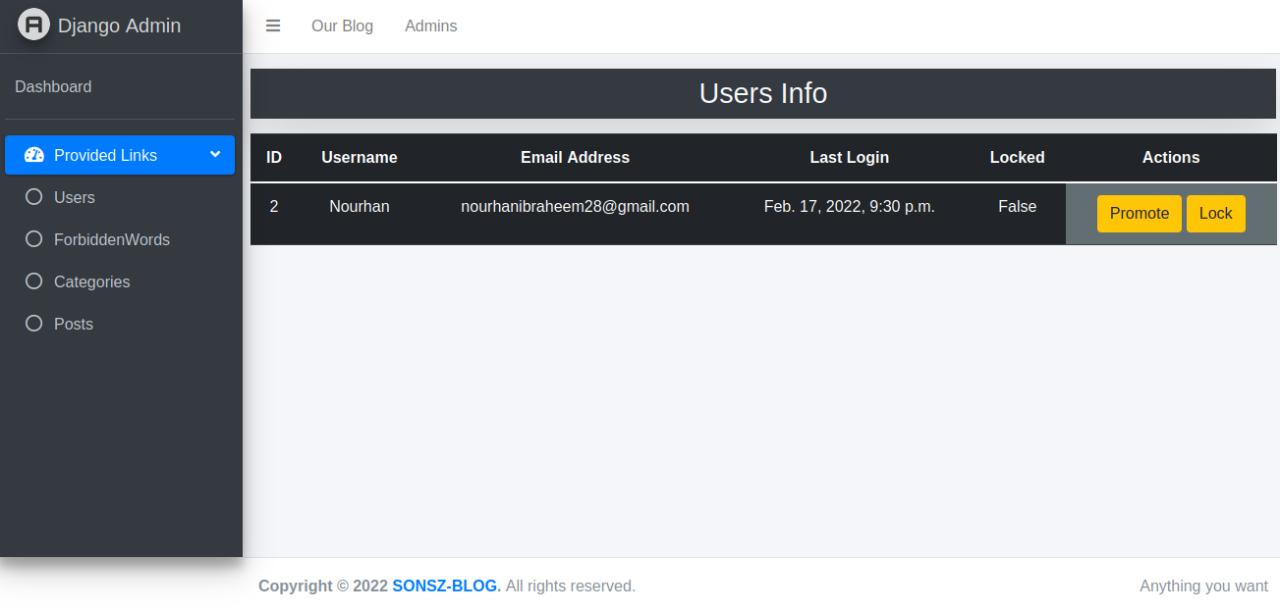 Django Admin
Our Blog Admins
Dashboard
Users Info
Provided Links
Users
ForbiddenWords
Categories
Posts
ID Username Email Address Last Login Locked Actions
2 Nourhan nourhanibraheem28@gmail.com Feb. 17, 2022, 9:30 p.m. False Promote Lock
Copyright © 2022 SONSZ-BLOG. All rights reserved. Anything you want